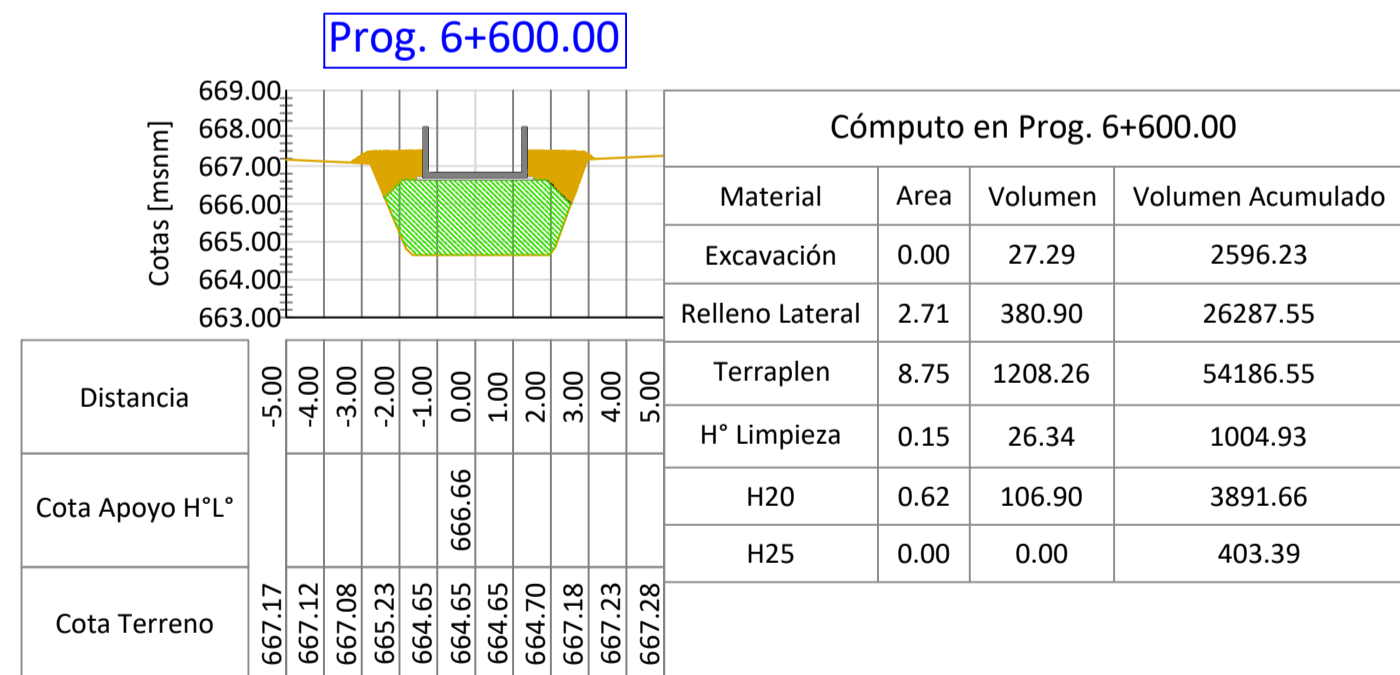 Prog. 6+600.00
Cotas [msnm]
669.00
668.00
667.00
666.00
665.00
664.00
663.00
Cómputo en Prog. 6+600.00
Material Area Volumen Volumen Acumulado
Excavación 0.00 27.29 2596.23
Relleno Lateral 2.71 380.90 26287.55
Terraplen 8.75 1208.26 54186.55
H° Limpieza 0.15 26.34 1004.93
H20 0.62 106.90 3891.66
H25 0.00 0.00 403.39
Distancia -5.00 -4.00 -3.00 -2.00 -1.00 0.00 1.00 2.00 3.00 4.00 5.00
Cota Apoyo H°L° 666.66
Cota Terreno 667.17 667.12 667.08 665.23 664.65 664.65 664.65 664.70 667.18 667.23 667.28